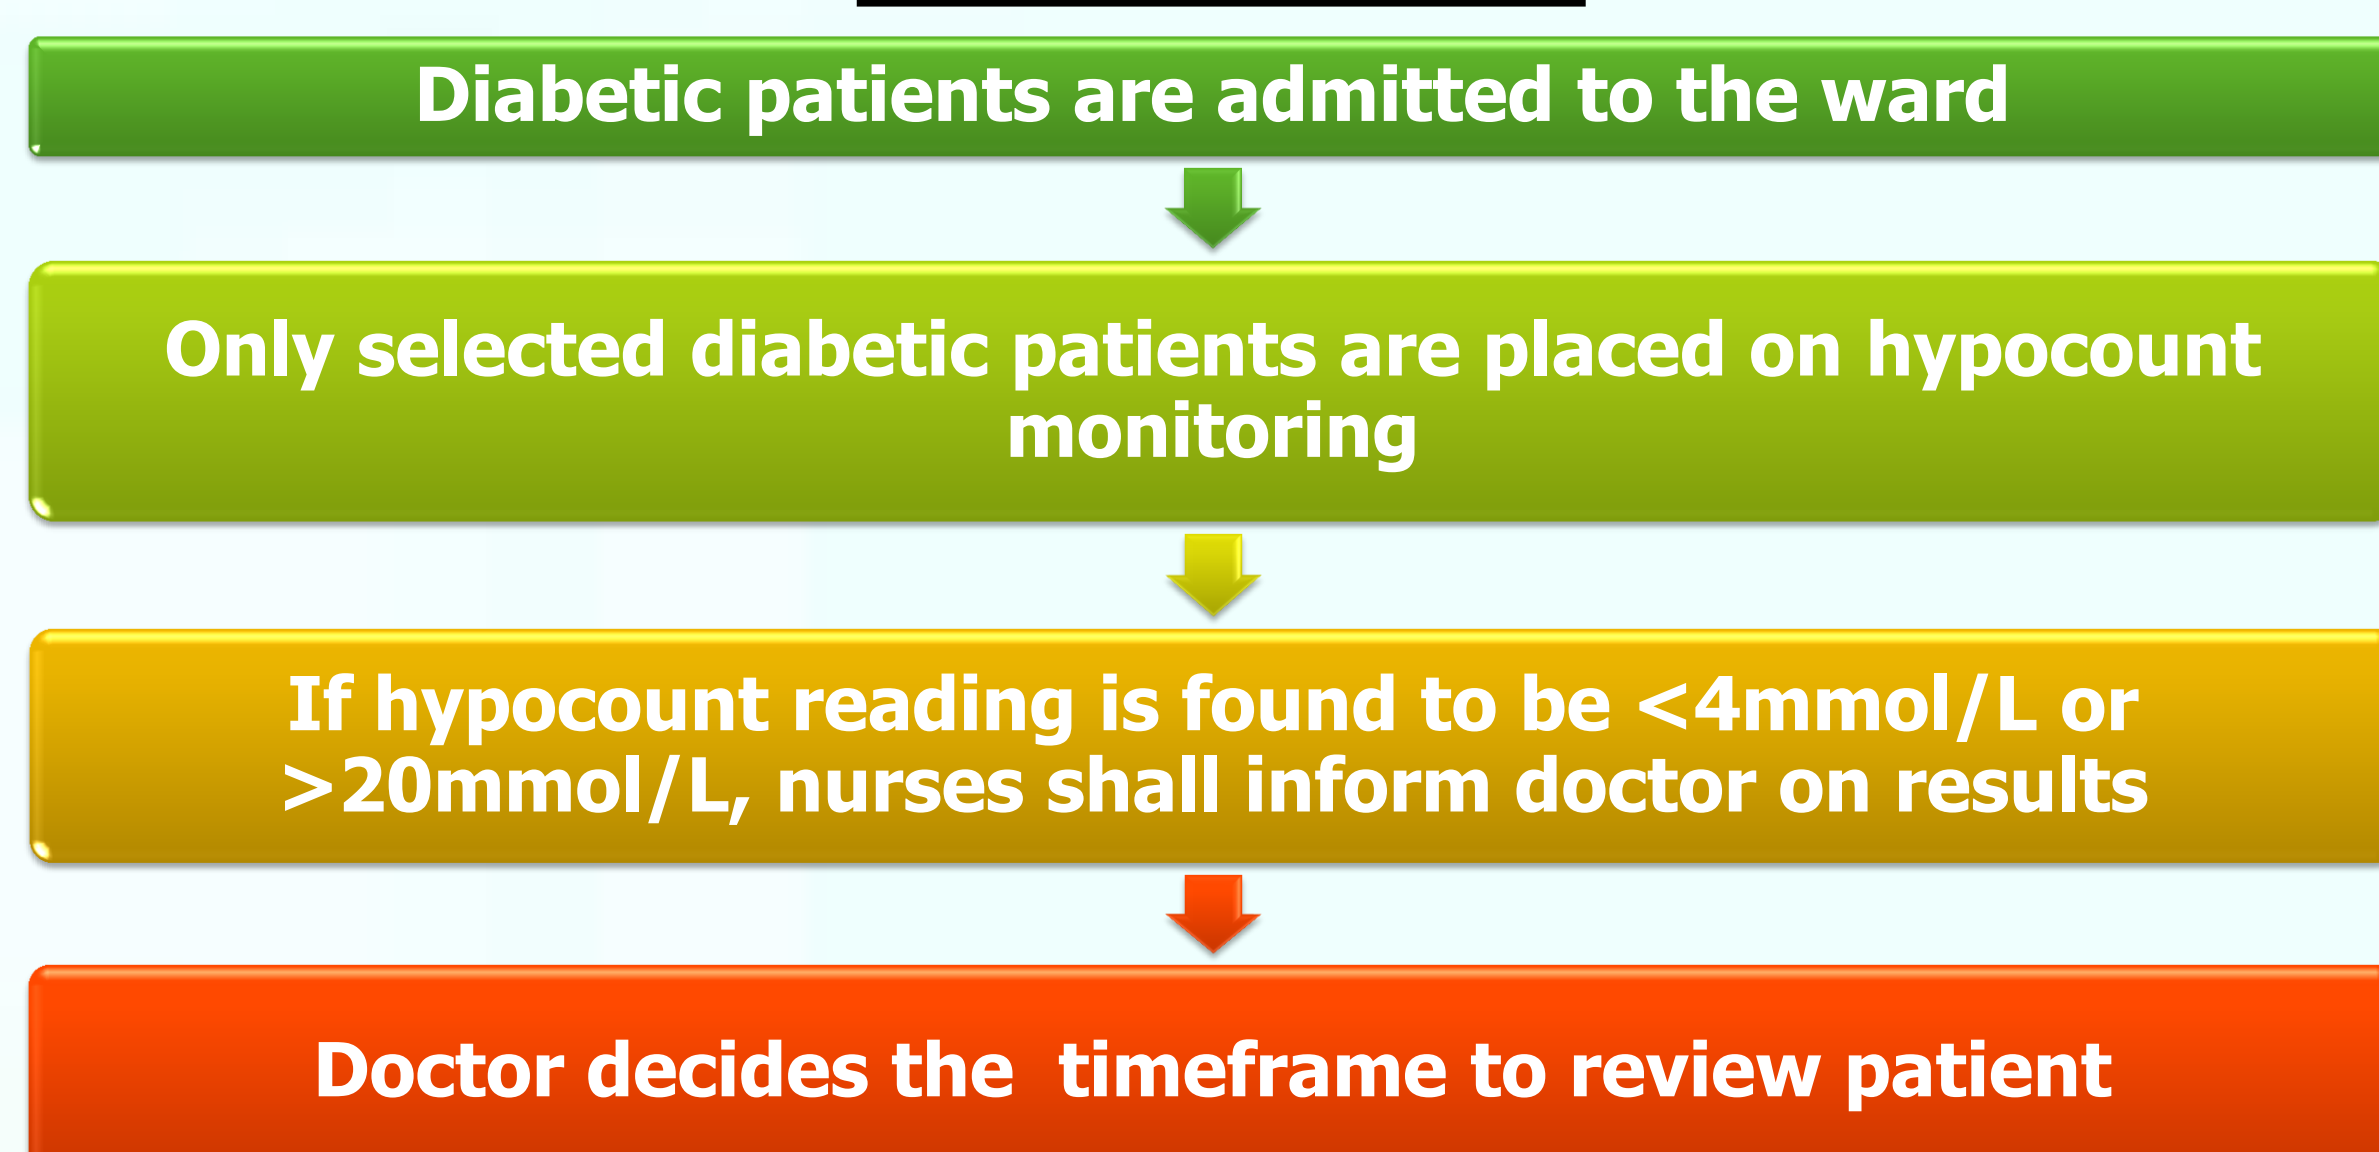 Diabetic patients are admitted to the ward
Only selected diabetic patients are placed on hypocount
monitoring
If hypocount reading is found to be <4mmol/L or
>20mmol/L, nurses shall inform doctor on results
Doctor decides the  timeframe to review patient